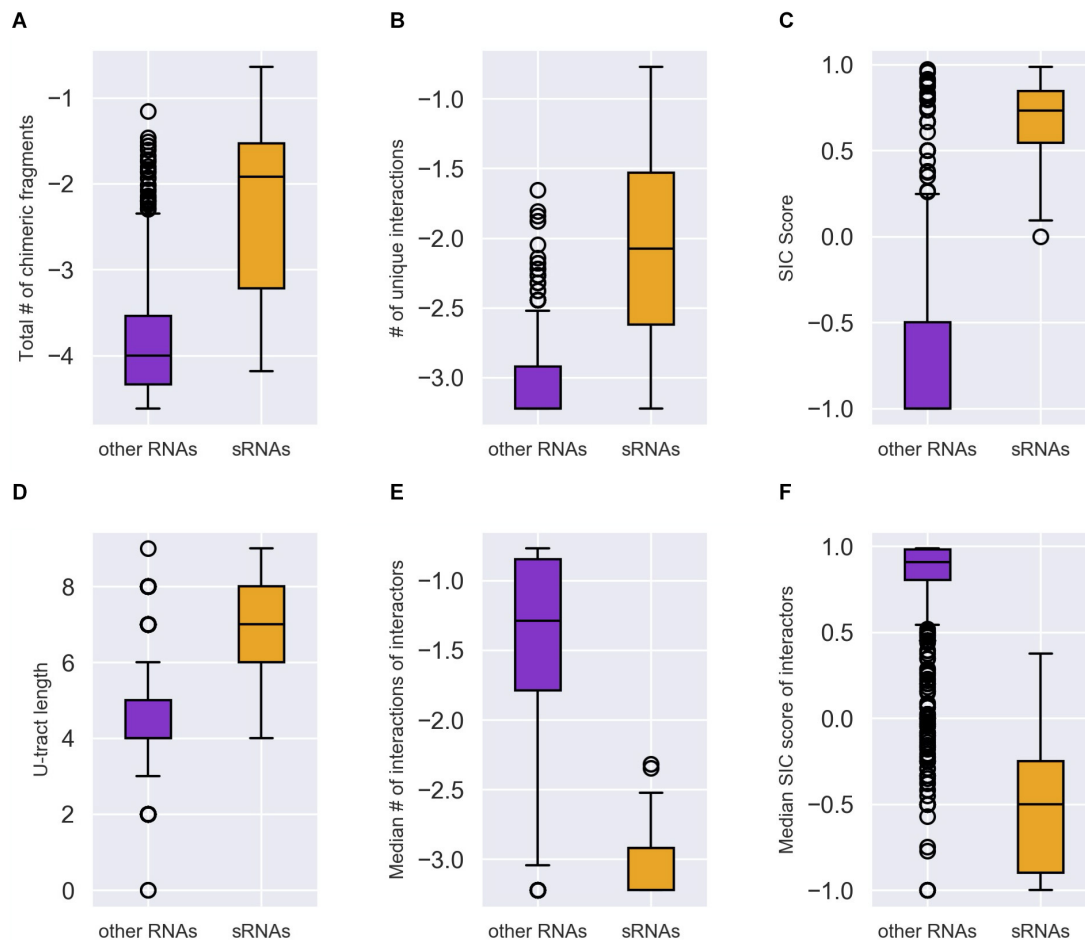 A
Total # of chimeric fragments
−1
−2
−3
−4
other RNAs
sRNAs
B
# of unique interactions
−1.0
−1.5
−2.0
−2.5
−3.0
other RNAs
sRNAs
C
SIC Score
1.0
0.5
0.0
−0.5
−1.0
other RNAs
sRNAs
D
U-tract length
8
6
4
2
0
other RNAs
sRNAs
E
Median # of interactions of interactors
−1.0
−1.5
−2.0
−2.5
−3.0
other RNAs
sRNAs
F
Median SIC score of interactors
1.0
0.5
0.0
−0.5
−1.0
other RNAs
sRNAs